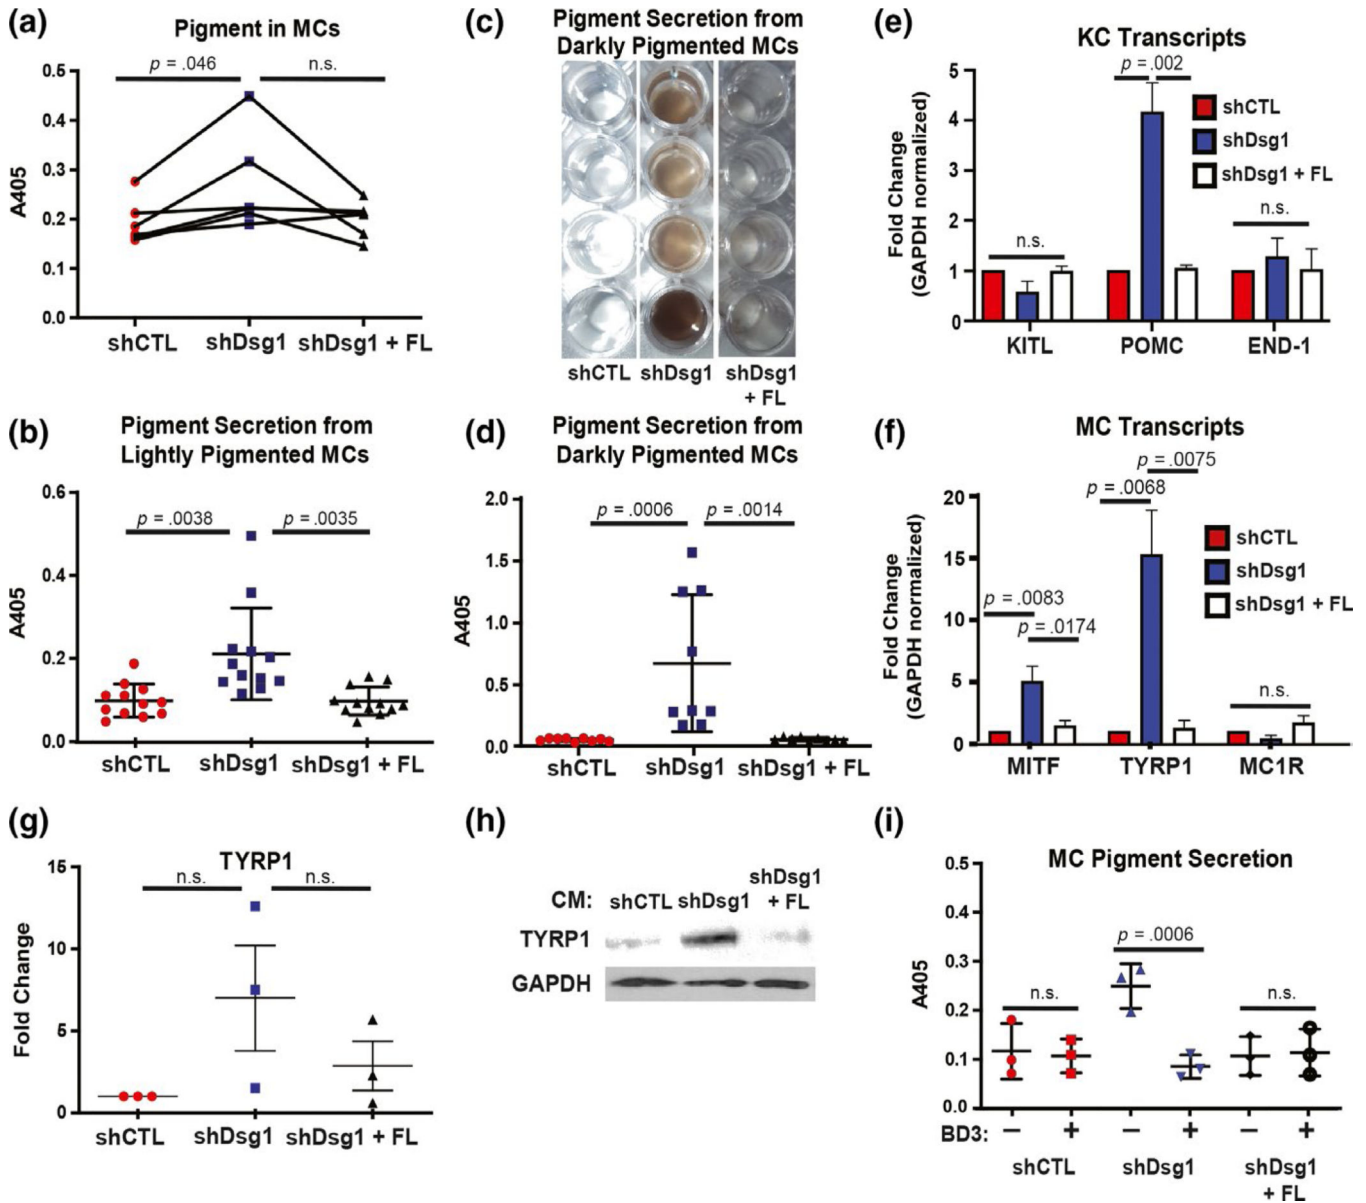 (a)
Pigment in MCs
p = .046
n.s.
A405
0.5
0.4
0.3
0.2
0.1
0.0
shCTL
shDsg1
shDsg1 + FL
(b)
Pigment Secretion from
Lightly Pigmented MCs
p = .0038
p = .0035
A405
0.6
0.4
0.2
0.0
shCTL
shDsg1
shDsg1 + FL
(c)
Pigment Secretion from
Darkly Pigmented MCs
shCTL
shDsg1
shDsg1
+ FL
(d)
Pigment Secretion from
Darkly Pigmented MCs
p = .0006
p = .0014
A405
2.0
1.5
1.0
0.5
0.0
shCTL
shDsg1
shDsg1 + FL
(e)
KC Transcripts
p = .002
n.s.
n.s.
shCTL
shDsg1
shDsg1 + FL
Fold Change
(GAPDH normalized)
5
4
3
2
1
0
KITL
POMC
END-1
(f)
MC Transcripts
p = .0075
p = .0068
p = .0083
p = .0174
n.s.
shCTL
shDsg1
shDsg1 + FL
Fold Change
(GAPDH normalized)
20
15
10
5
0
MITF
TYRP1
MC1R
(g)
TYRP1
n.s.
n.s.
Fold Change
15
10
5
0
shCTL
shDsg1
shDsg1 + FL
(h)
CM:
shCTL
shDsg1
shDsg1
+ FL
TYRP1
GAPDH
(i)
MC Pigment Secretion
n.s.
p = .0006
n.s.
A405
0.5
0.4
0.3
0.2
0.1
0.0
BD3: − + − + − +
shCTL
shDsg1
shDsg1
+ FL